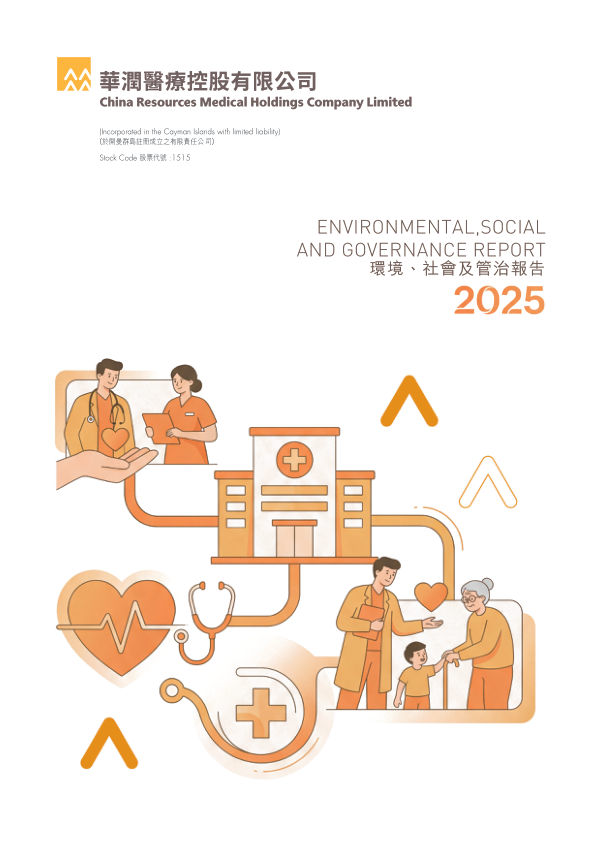 華潤醫療控股有限公司
China Resources Medical Holdings Company Limited
(Incorporated in the Cayman Islands with limited liability)
(於開曼群島註冊成立之有限責任公司)
Stock Code 股票代號 :1515
ENVIRONMENTAL,SOCIAL
AND GOVERNANCE REPORT
環境、社會及管治報告
2025